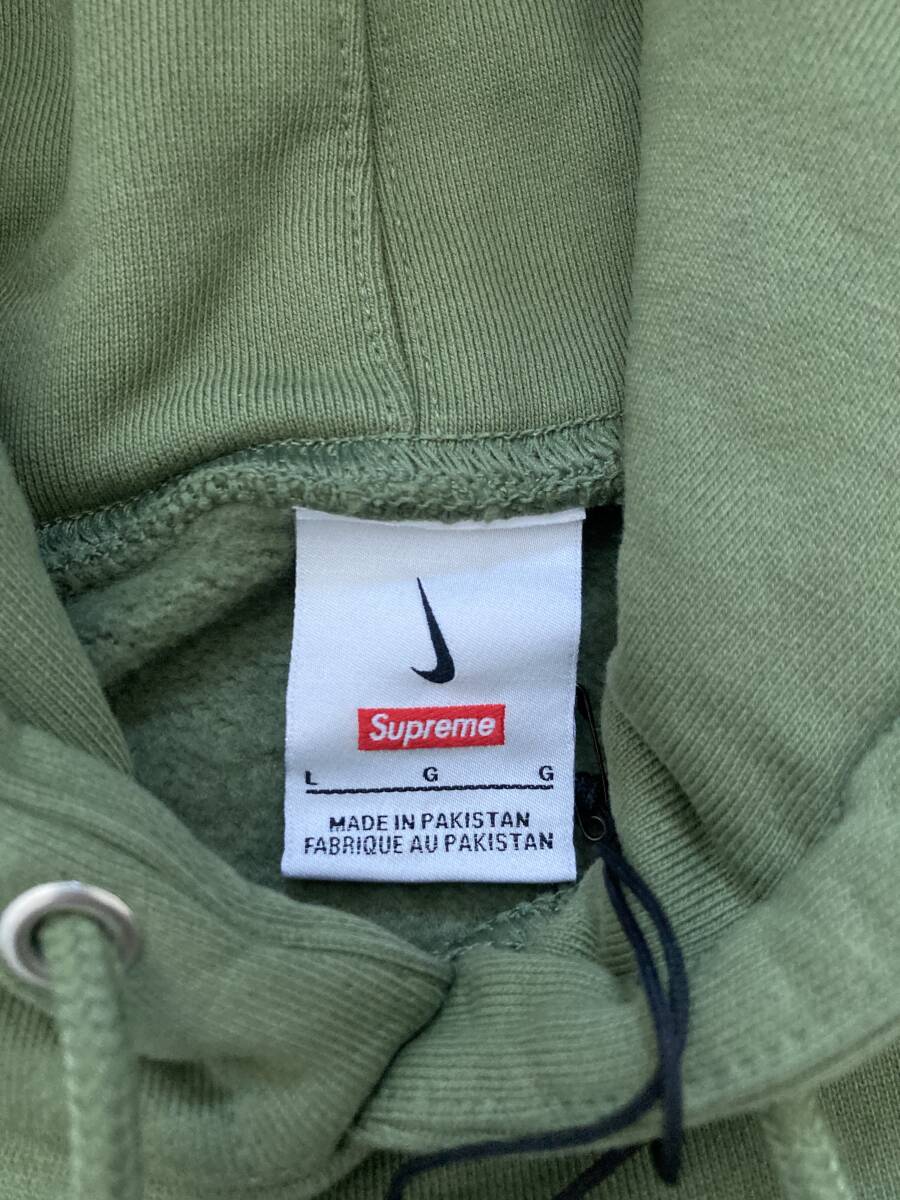 Supreme
L G G
MADE IN PAKISTAN
FABRIQUE AU PAKISTAN